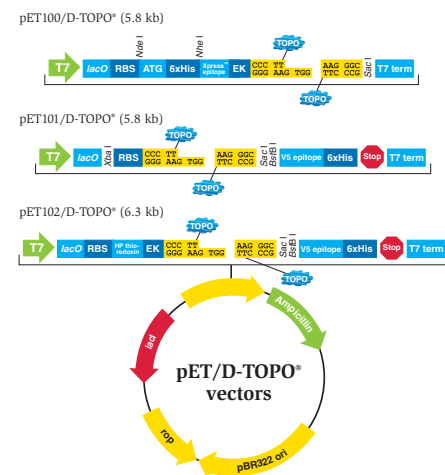 pET100/D-TOPO® (5.8 kb)
Nde I
Nhe I
TOPO
T7 lacO RBS ATG 6xHis Xpress™ epitope EK CCC TT AAG GGC Sac I T7 term
GGG AAG TGG TTC CCG
TOPO
pET101/D-TOPO® (5.8 kb)
TOPO
T7 lacO Xba I RBS CCC TT AAG GGC Sac I BstB I V5 epitope 6xHis Stop T7 term
GGG AAG TGG TTC CCG
TOPO
pET102/D-TOPO® (6.3 kb)
TOPO
T7 lacO RBS HP thio-redoxin EK CCC TT AAG GGC Sac I BstB I V5 epitope 6xHis Stop T7 term
GGG AAG TGG TTC CCG
TOPO
Ampicillin
lacI
pET/D-TOPO®
vectors
rop
pBR322 ori